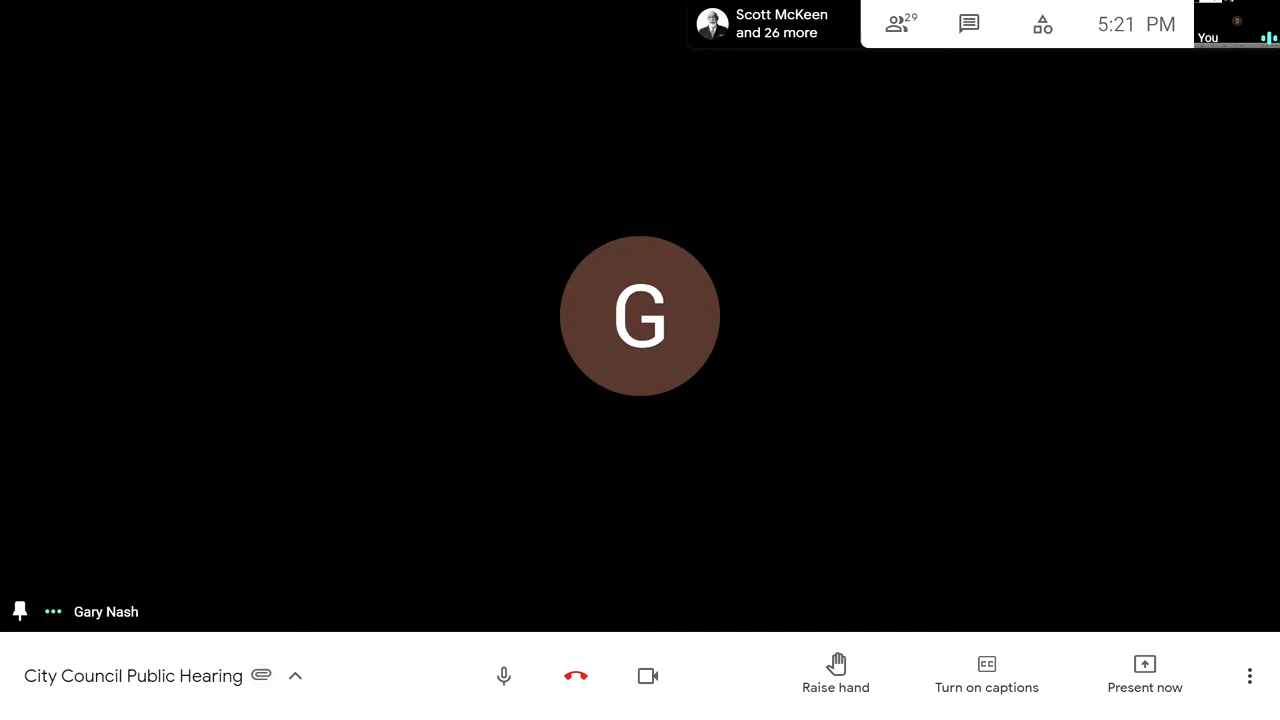 Scott McKeen
and 26 more
29
5:21 PM
You
G
Gary Nash
City Council Public Hearing
CC
Raise hand
Turn on captions
Present now